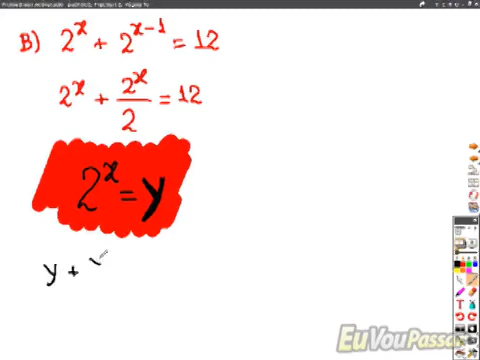 B) 2^x + 2^(x-1) = 12
2^x + 2^x/2 = 12
2^x = y
y +
EuVouPassar